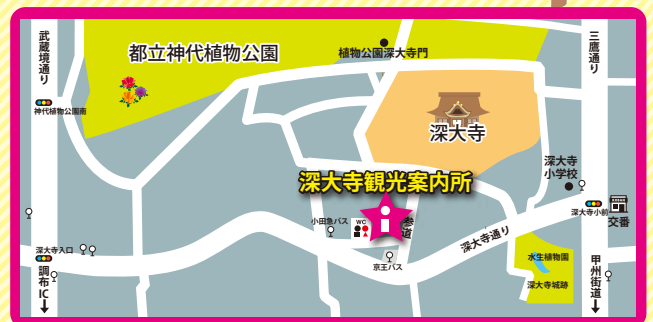 武蔵境通り
都立神代植物公園
植物公園深大寺門
三鷹通り
神代植物公園南
深大寺
深大寺
小学校
深大寺観光案内所
小田急バス
WC
参道
深大寺通り
深大寺小前
交番
深大寺入口
京王バス
水生植物園
深大寺城跡
調布IC
甲州街道